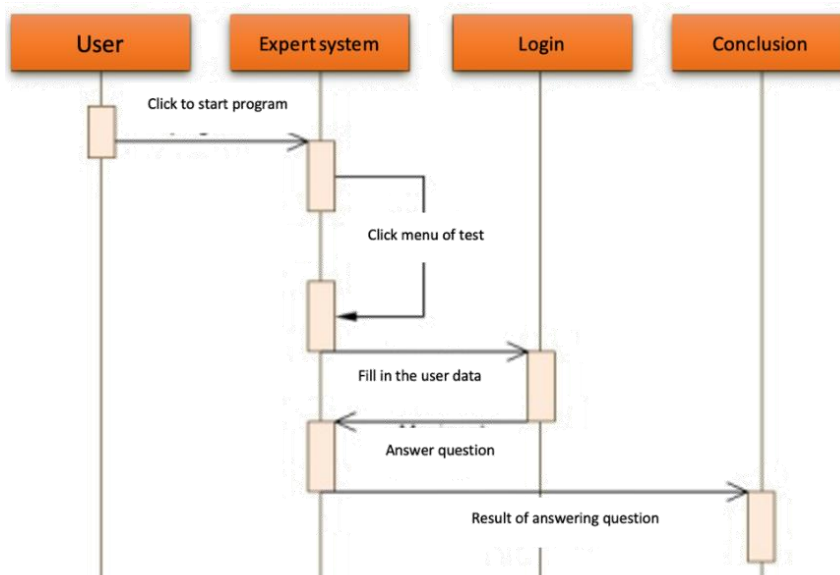 User
Expert system
Login
Conclusion
Click to start program
Click menu of test
Fill in the user data
Answer question
Result of answering question